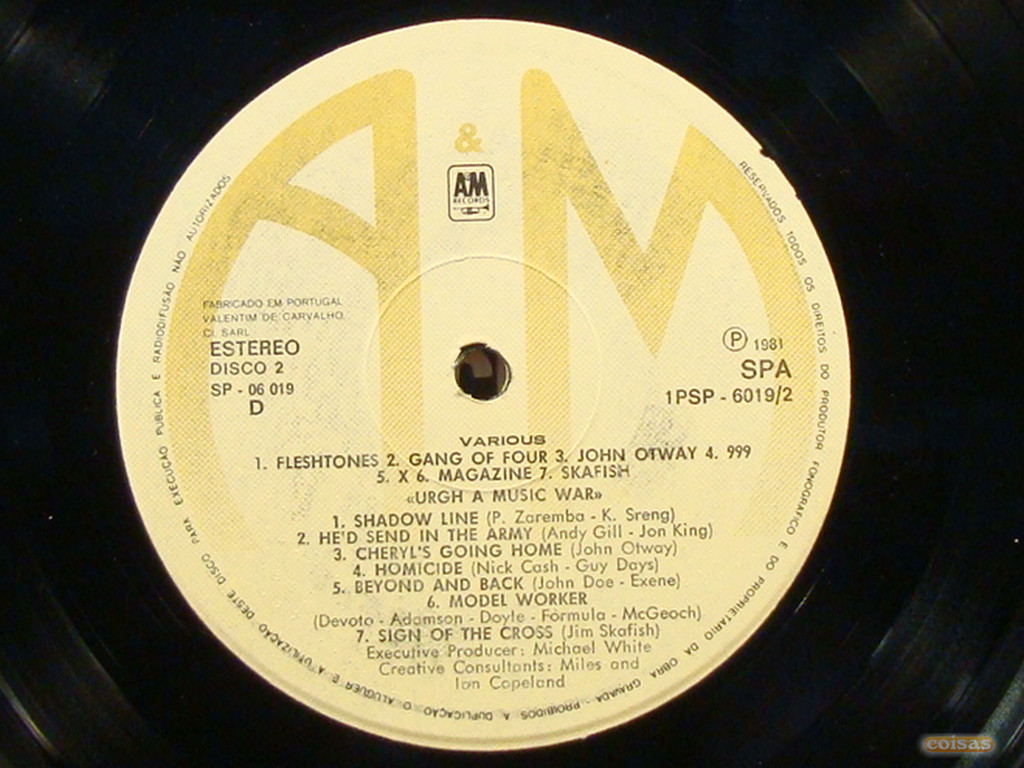 &
A&M
RECORDS
RESERVADOS TODOS OS DIREITOS DO PRODUTOR FONOGRAFICO E DO PROPRIETARIO DA OBRA GRAVADA - PROIBIDOS A DUPLICAÇÃO O ALUGUER E A UTILIZAÇÃO DESTE DISCO PARA EXECUÇÃO PUBLICA E RADIODIFUSÃO NÃO AUTORIZADOS
FABRICADO EM PORTUGAL
VALENTIM DE CARVALHO
CI. SARL
ESTEREO
DISCO 2
SP - 06 019
D
Ⓟ 1981
SPA
1PSP - 6019/2
VARIOUS
1. FLESHTONES 2. GANG OF FOUR 3. JOHN OTWAY 4. 999
5. X 6. MAGAZINE 7. SKAFISH
«URGH A MUSIC WAR»
1. SHADOW LINE (P. Zaremba - K. Sreng)
2. HE'D SEND IN THE ARMY (Andy Gill - Jon King)
3. CHERYL'S GOING HOME (John Otway)
4. HOMICIDE (Nick Cash - Guy Days)
5. BEYOND AND BACK (John Doe - Exene)
6. MODEL WORKER
(Devoto - Adamson - Doyle - Formula - McGeoch)
7. SIGN OF THE CROSS (Jim Skafish)
Executive Producer: Michael White
Creative Consultants: Miles and
Ian Copeland
coisas